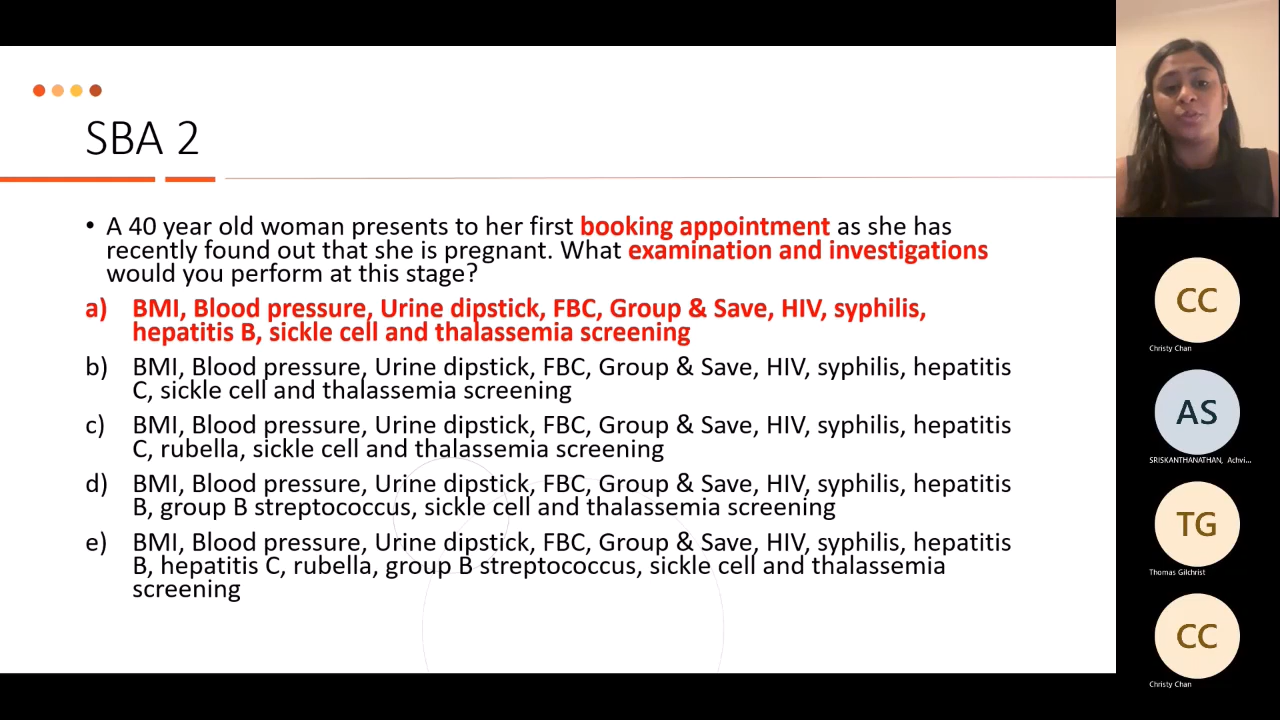 SBA 2
• A 40 year old woman presents to her first booking appointment as she has
recently found out that she is pregnant. What examination and investigations
would you perform at this stage?
a) BMI, Blood pressure, Urine dipstick, FBC, Group & Save, HIV, syphilis,
hepatitis B, sickle cell and thalassemia screening
b) BMI, Blood pressure, Urine dipstick, FBC, Group & Save, HIV, syphilis, hepatitis
C, sickle cell and thalassemia screening
c) BMI, Blood pressure, Urine dipstick, FBC, Group & Save, HIV, syphilis, hepatitis
C, rubella, sickle cell and thalassemia screening
d) BMI, Blood pressure, Urine dipstick, FBC, Group & Save, HIV, syphilis, hepatitis
B, group B streptococcus, sickle cell and thalassemia screening
e) BMI, Blood pressure, Urine dipstick, FBC, Group & Save, HIV, syphilis, hepatitis
B, hepatitis C, rubella, group B streptococcus, sickle cell and thalassemia
screening
CC
Christy Chan
AS
SRISKANTHANATHAN, Achvi...
TG
Thomas Gilchrist
CC
Christy Chan